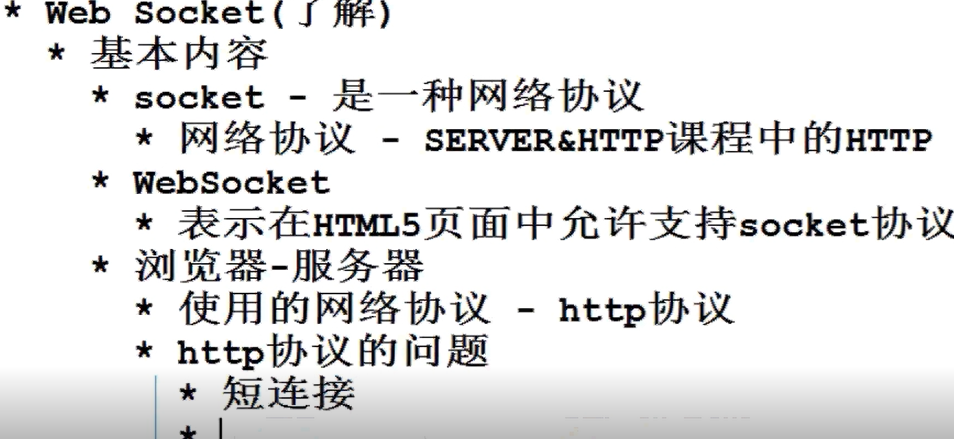 * Web Socket(了解)
* 基本内容
* socket - 是一种网络协议
* 网络协议 - SERVER&HTTP课程中的HTTP
* WebSocket
* 表示在HTML5页面中允许支持socket协议
* 浏览器-服务器
* 使用的网络协议 - http协议
* http协议的问题
* 短连接
*